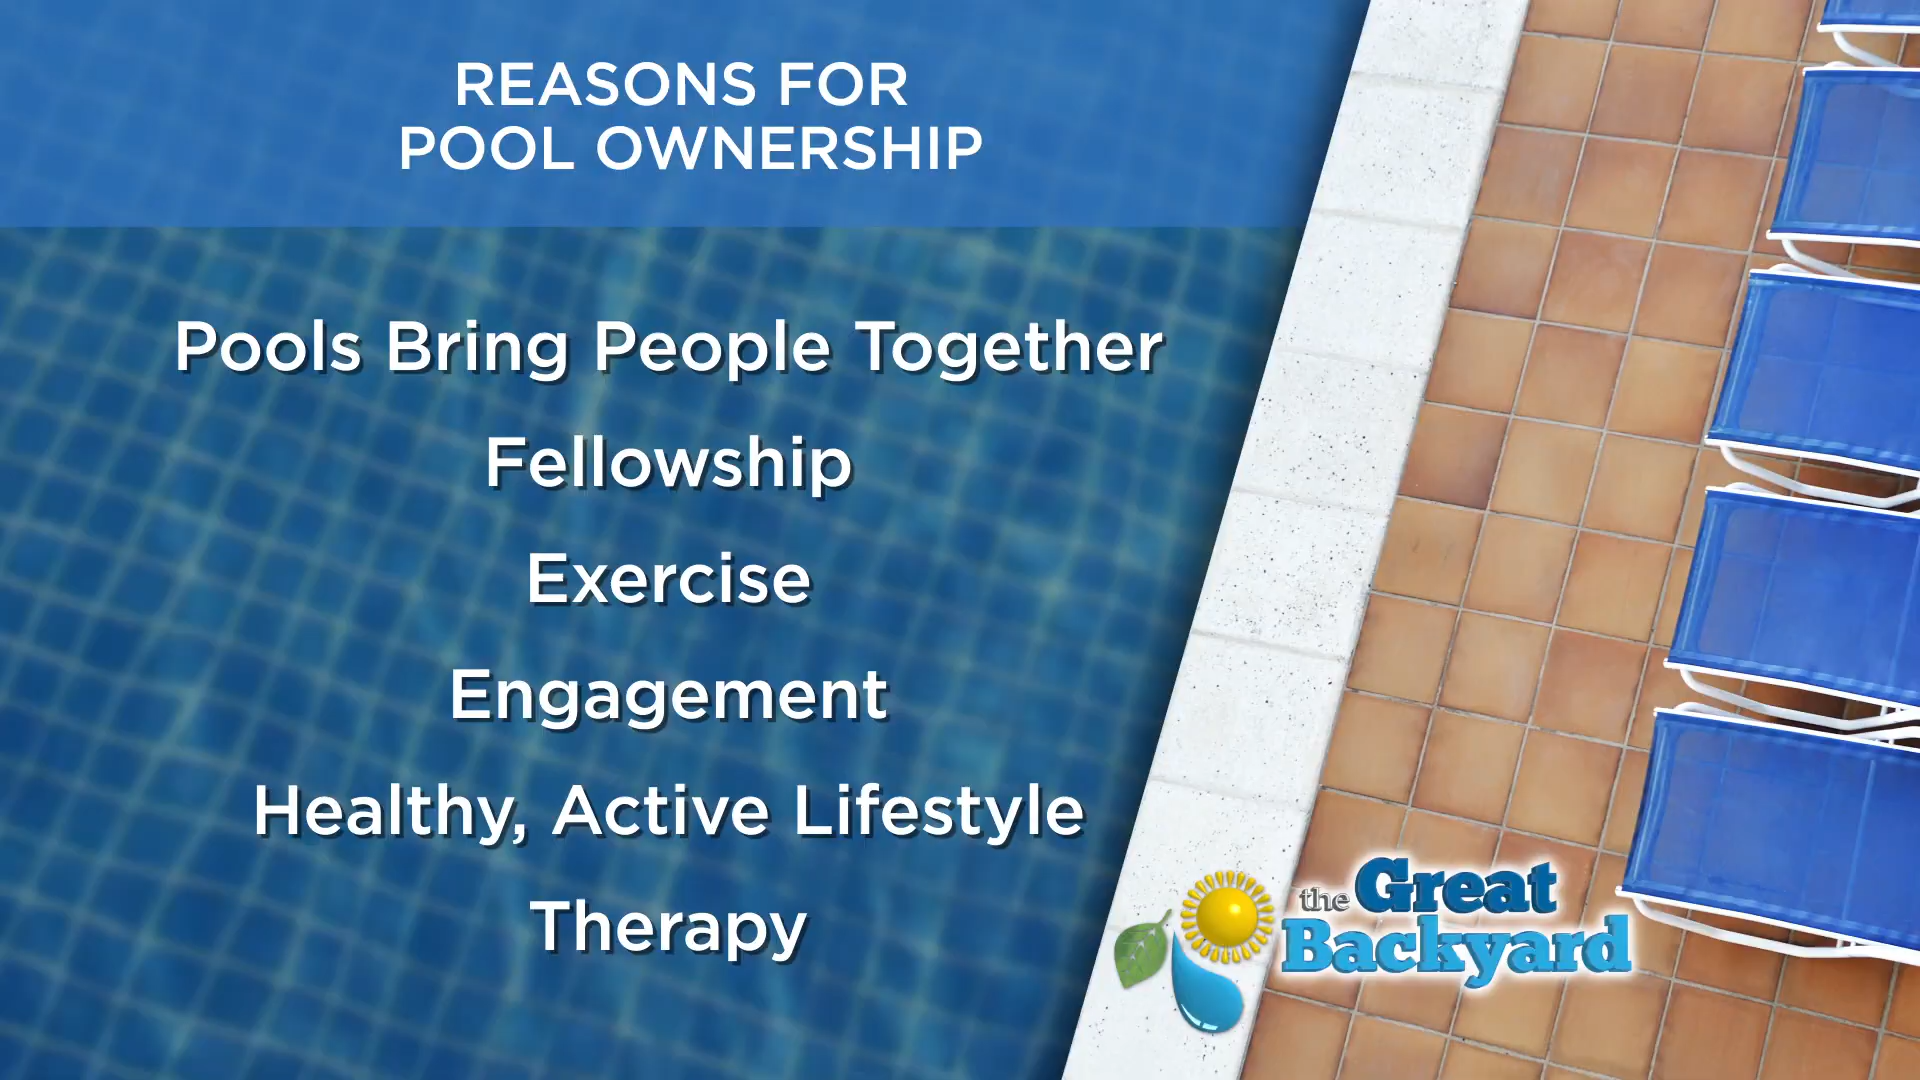 REASONS FOR
POOL OWNERSHIP
Pools Bring People Together
Fellowship
Exercise
Engagement
Healthy, Active Lifestyle
Therapy
the Great
Backyard